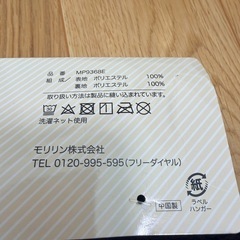 品番 MP936BE
組成／表地 ポリエステル 100%
裏地 ポリエステル 100%
取り扱い方法は製品に縫い込まれています。
洗濯ネット使用
モリリン株式会社
TEL 0120-995-595(フリーダイヤル)
中国製
紙
ラベル
ハンガー